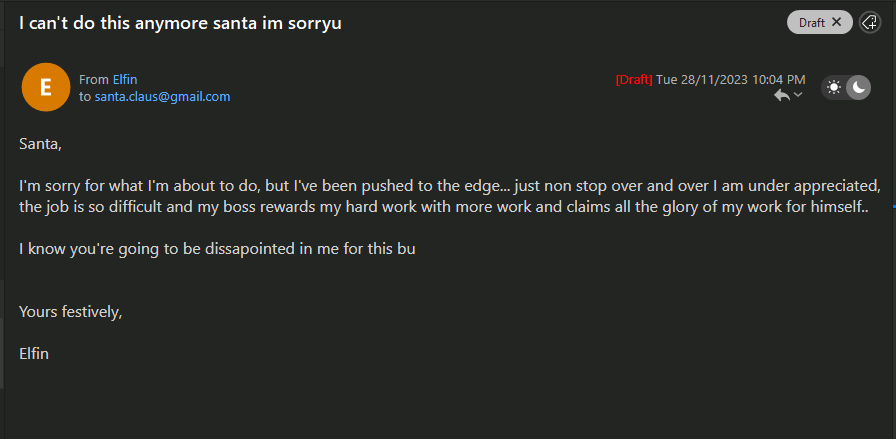 I can't do this anymore santa im sorryu
Draft
E
From Elfin
[Draft] Tue 28/11/2023 10:04 PM
to santa.claus@gmail.com
Santa,
I'm sorry for what I'm about to do, but I've been pushed to the edge... just non stop over and over I am under appreciated,
the job is so difficult and my boss rewards my hard work with more work and claims all the glory of my work for himself..
I know you're going to be dissapointed in me for this bu
Yours festively,
Elfin